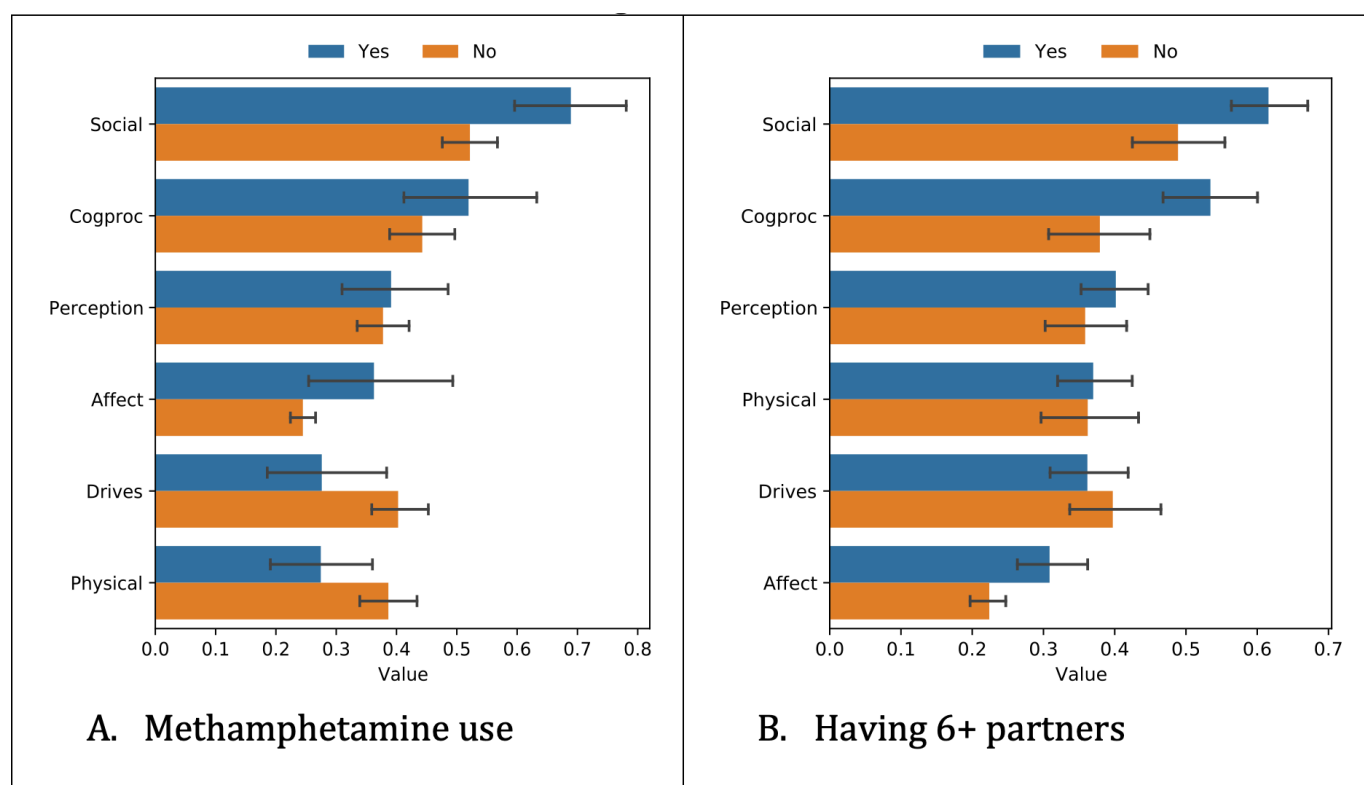 Yes No
Social
Cogproc
Perception
Affect
Drives
Physical
0.0 0.1 0.2 0.3 0.4 0.5 0.6 0.7 0.8
Value
A. Methamphetamine use
Yes No
Social
Cogproc
Perception
Physical
Drives
Affect
0.0 0.1 0.2 0.3 0.4 0.5 0.6 0.7
Value
B. Having 6+ partners